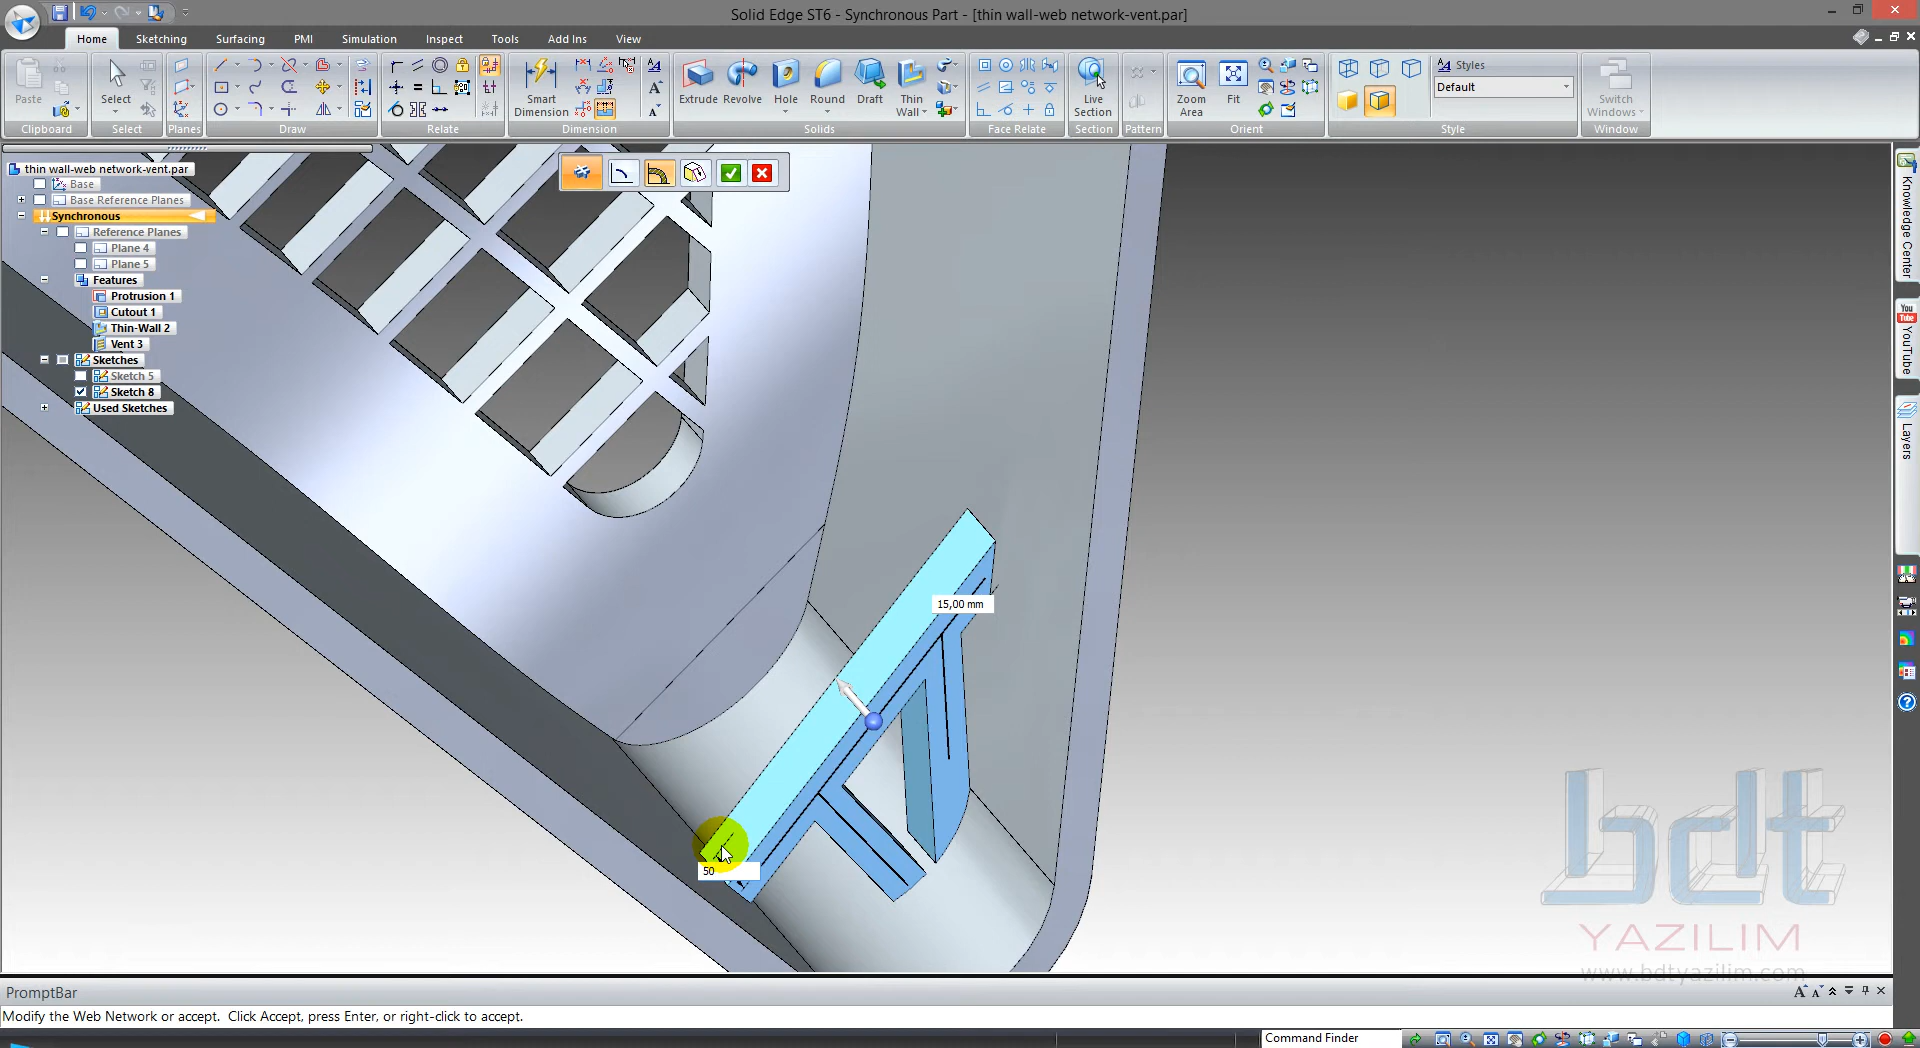 Solid Edge ST6 - Synchronous Part - [thin wall-web network-vent.par]
Home
Sketching
Surfacing
PMI
Simulation
Inspect
Tools
Add Ins
View
Paste
Select
Smart
Dimension
Extrude
Revolve
Hole
Round
Draft
Thin
Wall
Live
Section
Zoom
Area
Fit
Styles
Default
Switch
Windows
Clipboard
Select
Planes
Draw
Relate
Dimension
Solids
Face Relate
Section
Pattern
Orient
Style
Window
thin wall-web network-vent.par
Base
Base Reference Planes
Synchronous
Reference Planes
Plane 4
Plane 5
Features
Protrusion 1
Cutout 1
Thin-Wall 2
Vent 3
Sketches
Sketch 5
Sketch 8
Used Sketches
15,00 mm
50
Knowledge Center
You
Tube
YouTube
Layers
bdt
YAZILIM
www.bdtyazilim.com
PromptBar
Modify the Web Network or accept.  Click Accept, press Enter, or right-click to accept.
Command Finder